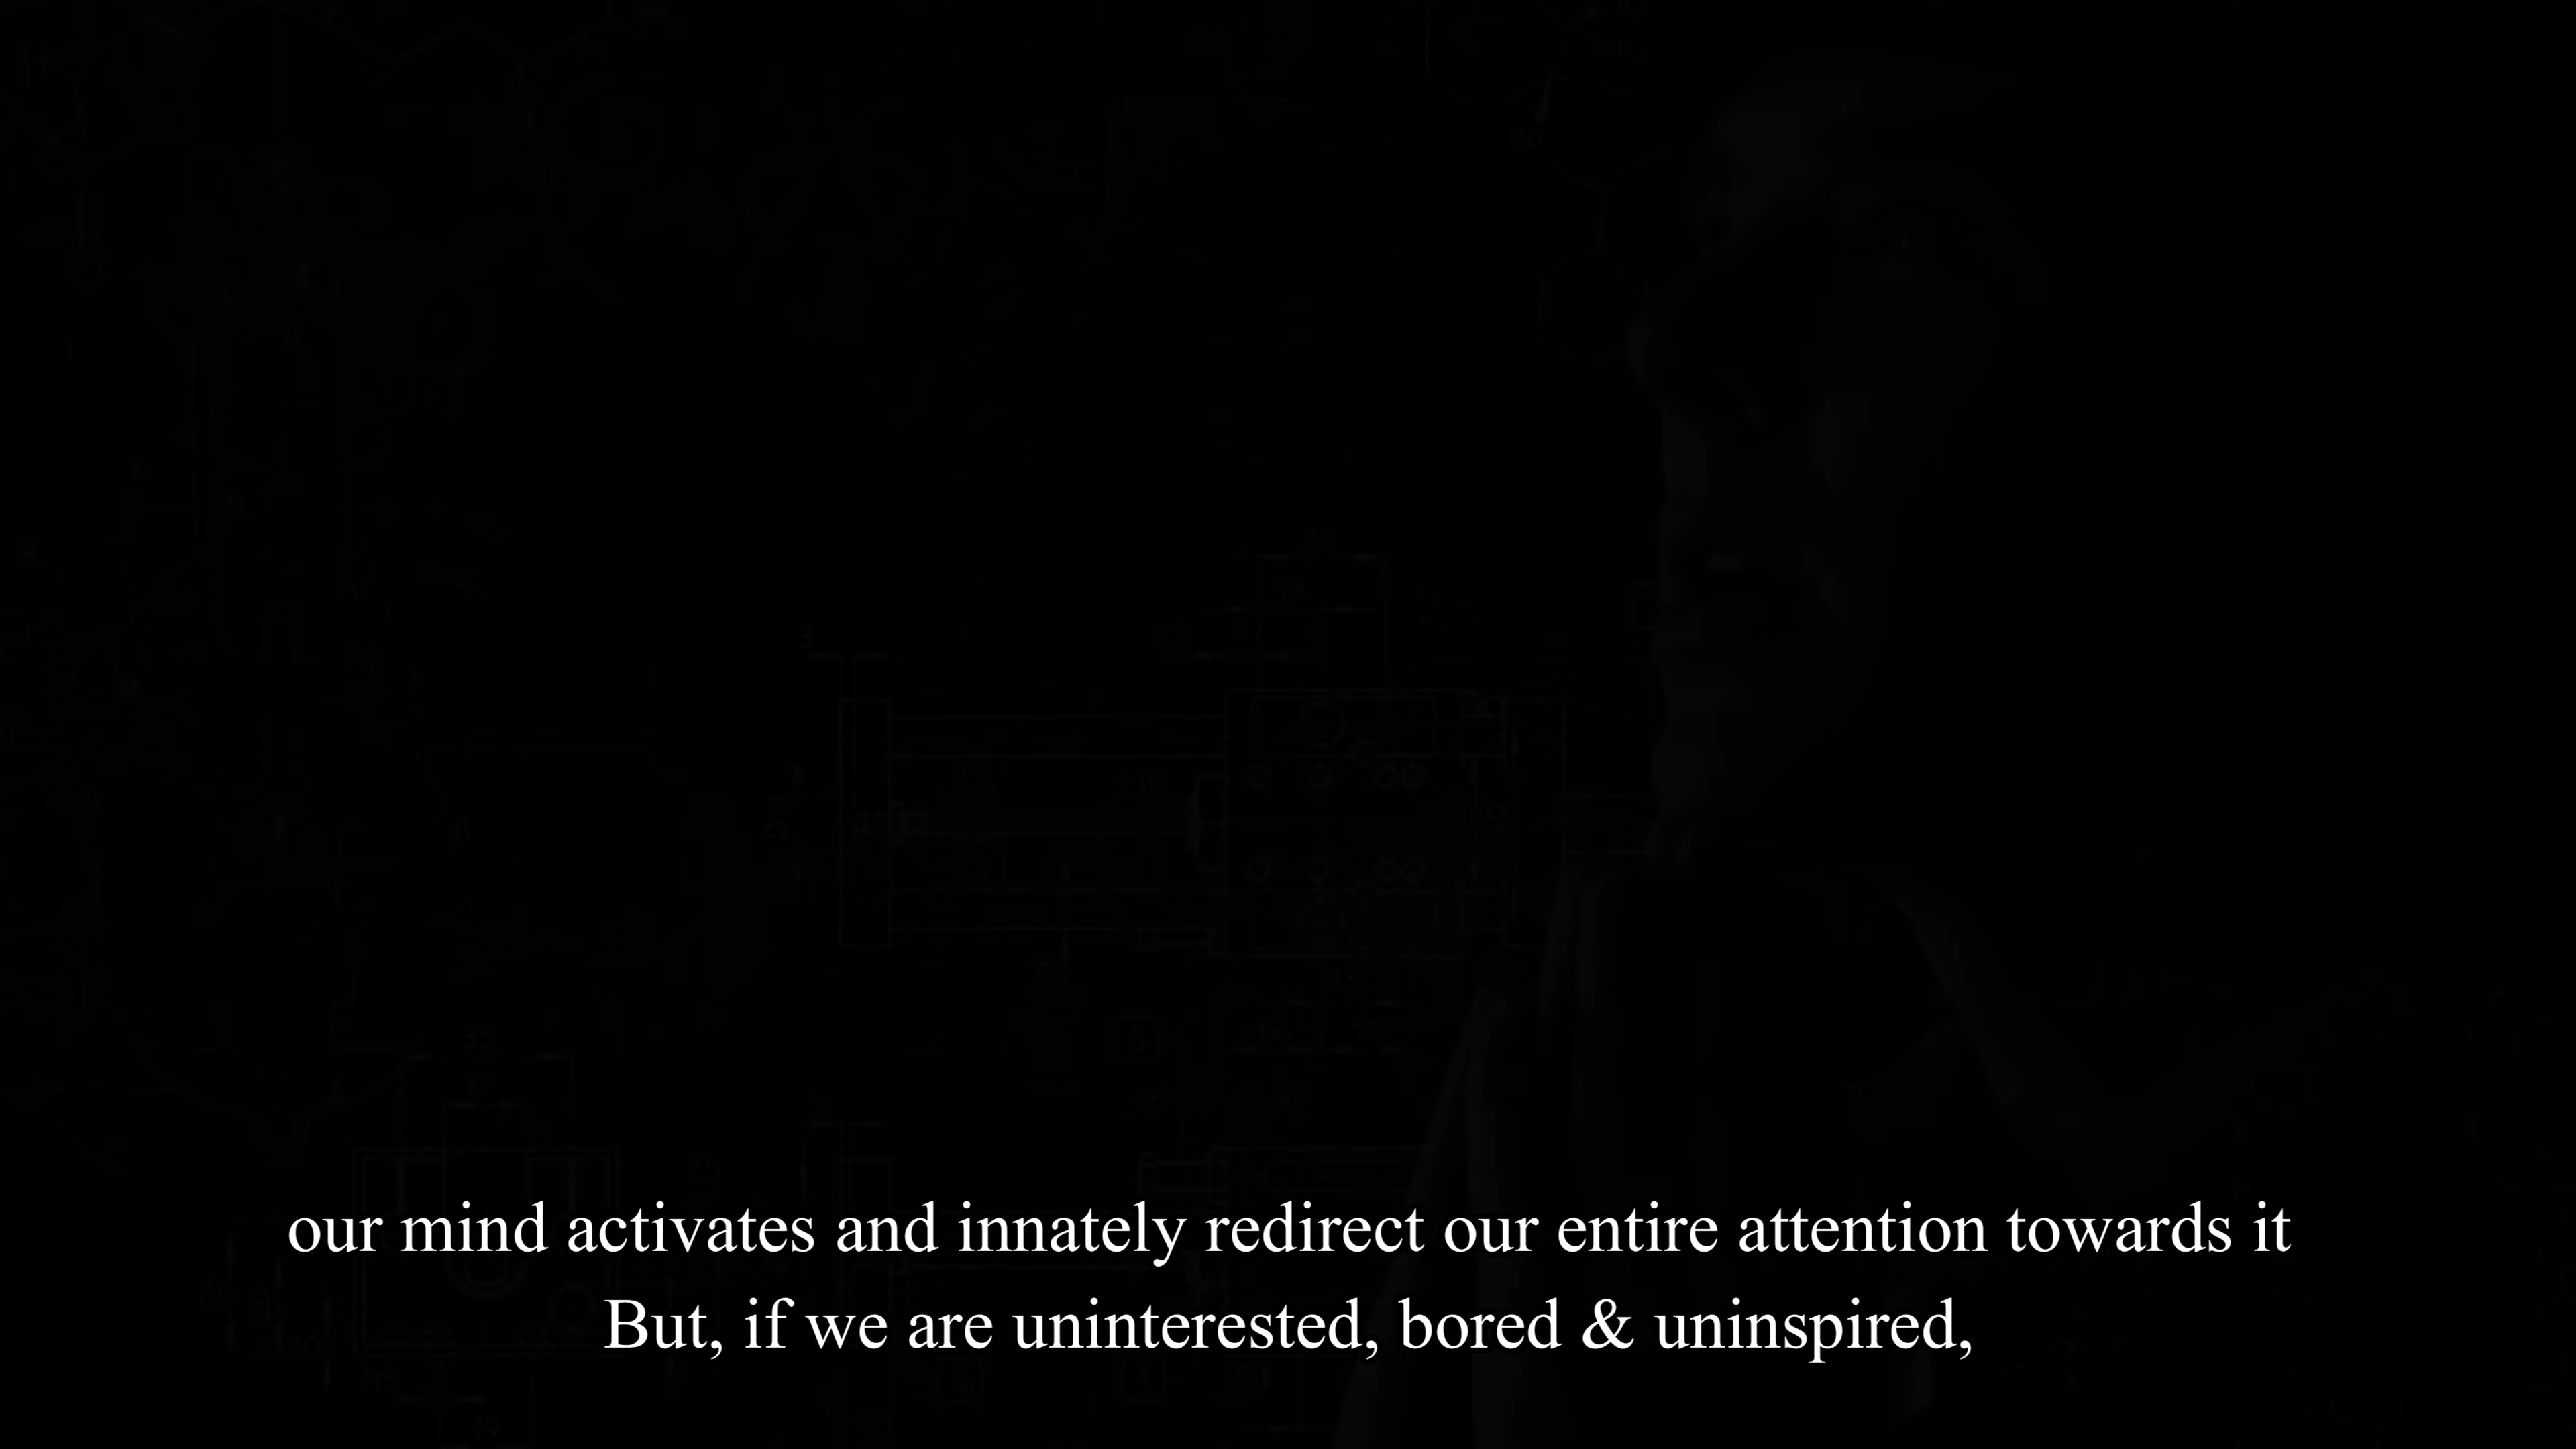 our mind activates and innately redirect our entire attention towards it
But, if we are uninterested, bored & uninspired,